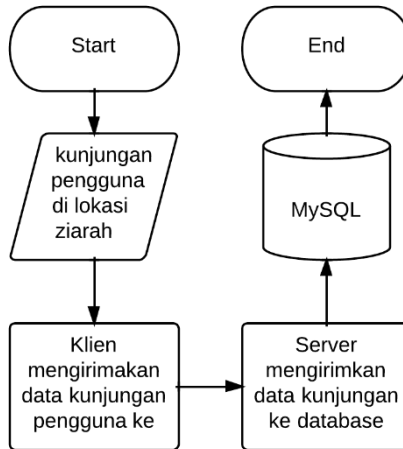 Start
kunjungan
pengguna
di lokasi
ziarah
Klien
mengirimakan
data kunjungan
pengguna ke
Server
mengirimkan
data kunjungan
ke database
MySQL
End